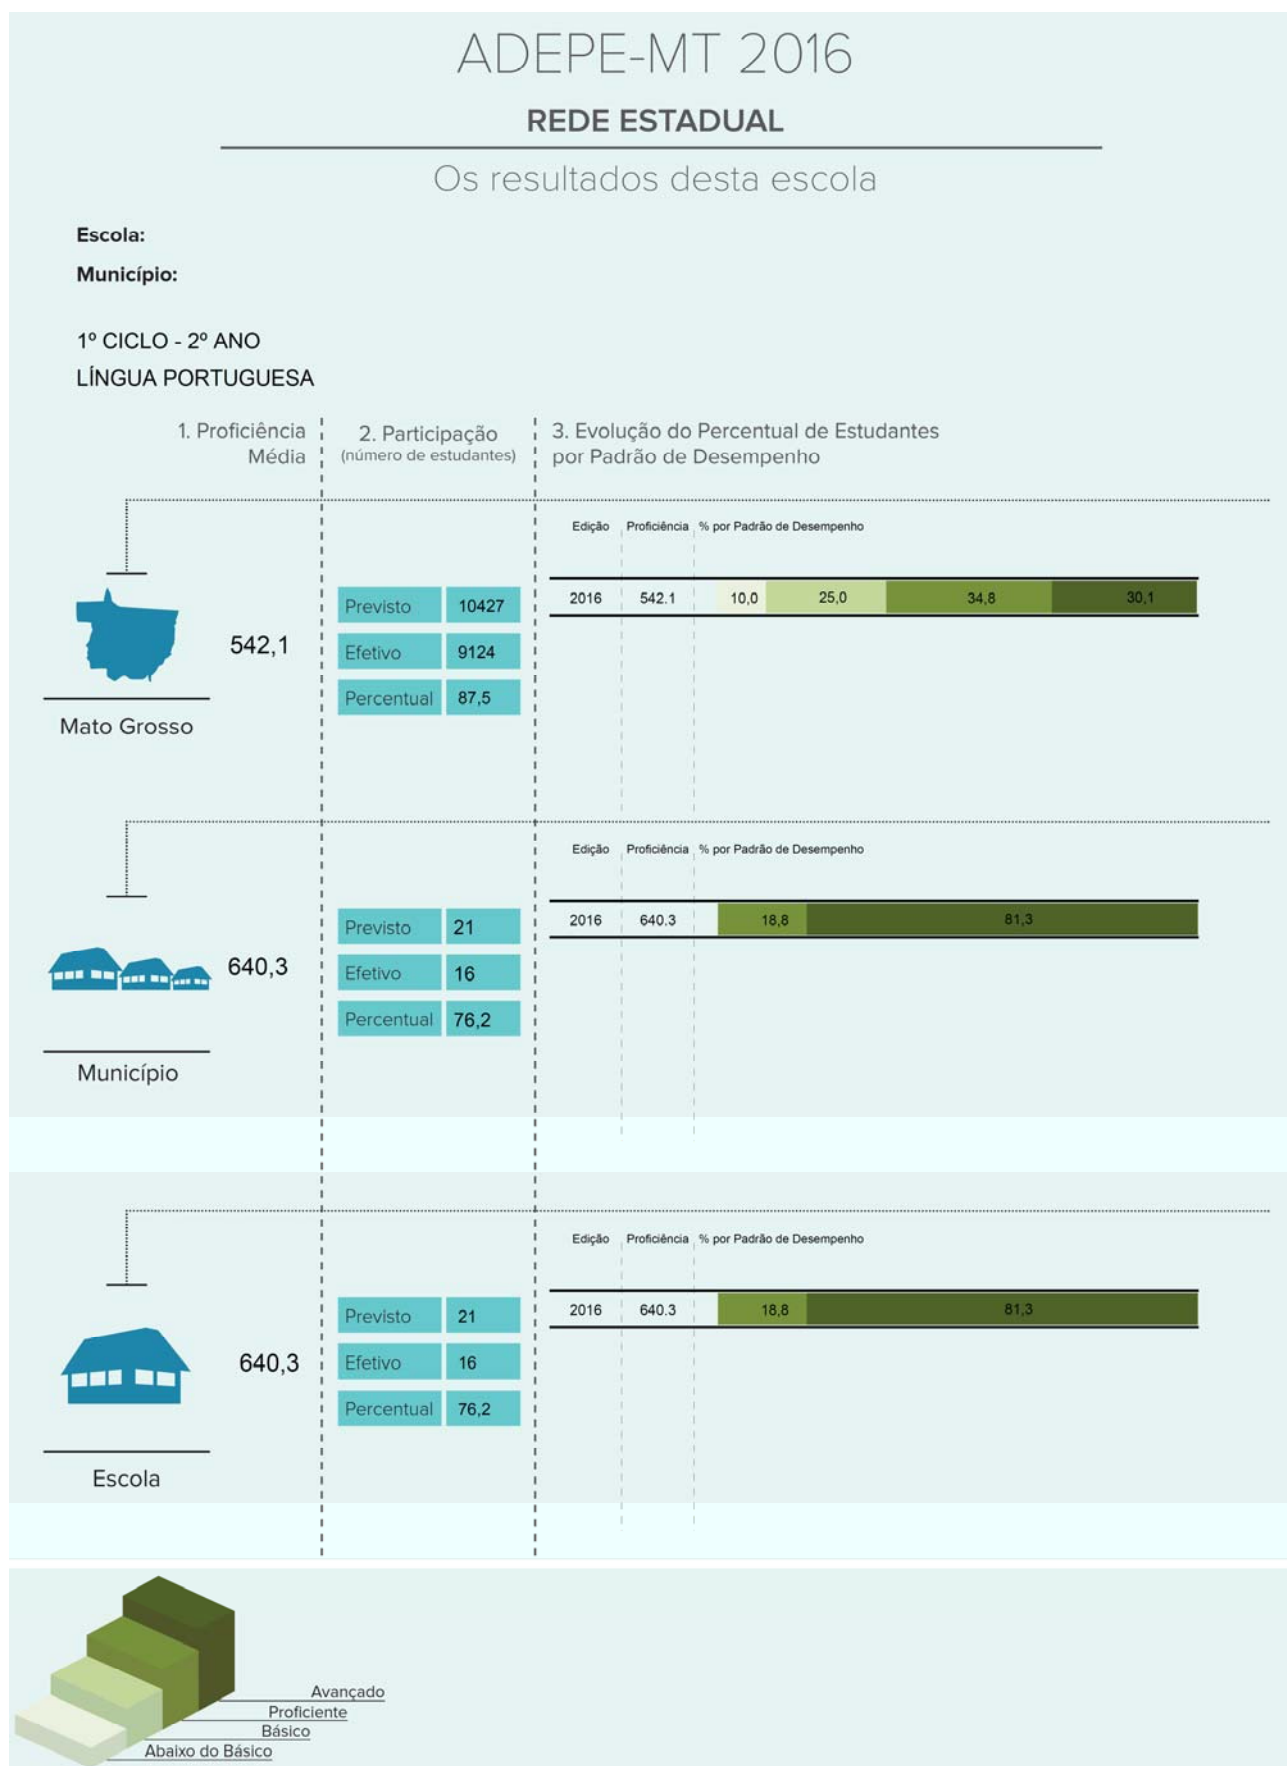 ADEPE-MT 2016
REDE ESTADUAL
Os resultados desta escola
Escola:
Município:
1º CICLO - 2º ANO
LÍNGUA PORTUGUESA
1. Proficiência
Média
2. Participação
(número de estudantes)
3. Evolução do Percentual de Estudantes
por Padrão de Desempenho
Edição Proficiência % por Padrão de Desempenho
2016 542.1 10,0 25,0 34,8 30,1
542,1
Previsto 10427
Efetivo 9124
Percentual 87,5
Mato Grosso
Edição Proficiência % por Padrão de Desempenho
2016 640.3 18,8 81,3
640,3
Previsto 21
Efetivo 16
Percentual 76,2
Município
Edição Proficiência % por Padrão de Desempenho
2016 640.3 18,8 81,3
640,3
Previsto 21
Efetivo 16
Percentual 76,2
Escola
Avançado
Proficiente
Básico
Abaixo do Básico